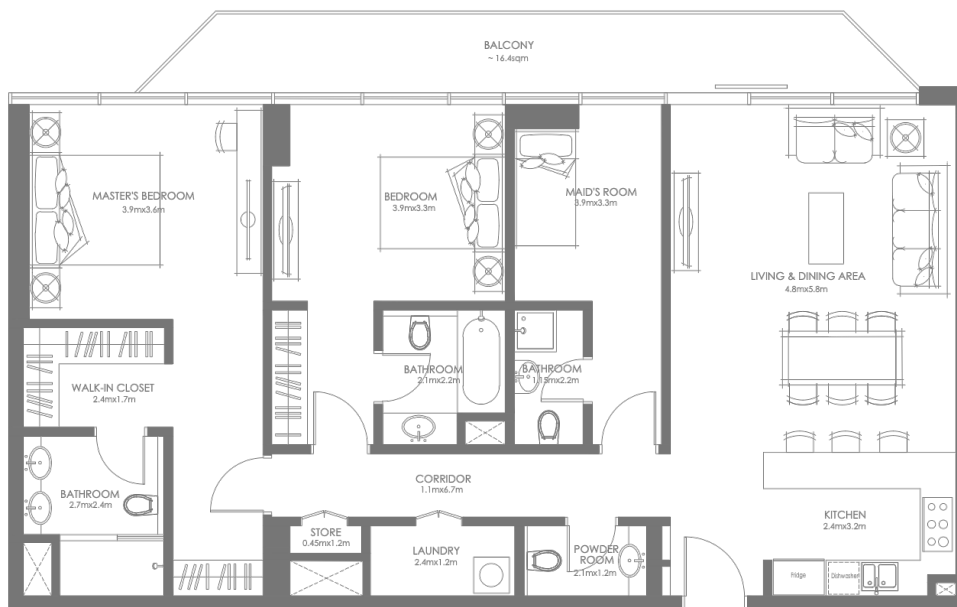 BALCONY
~ 16.4sqm
MASTER'S BEDROOM
3.9mx3.6m
BEDROOM
3.9mx3.3m
MAID'S ROOM
3.9mx3.3m
LIVING & DINING AREA
4.8mx5.8m
BATHROOM
2.1mx2.2m
BATHROOM
1.15mx2.2m
WALK-IN CLOSET
2.4mx1.7m
BATHROOM
2.7mx2.4m
CORRIDOR
1.1mx6.7m
KITCHEN
2.4mx3.2m
STORE
0.45mx1.2m
LAUNDRY
2.4mx1.2m
POWDER
ROOM
2.1mx1.2m
Fridge
Dishwasher